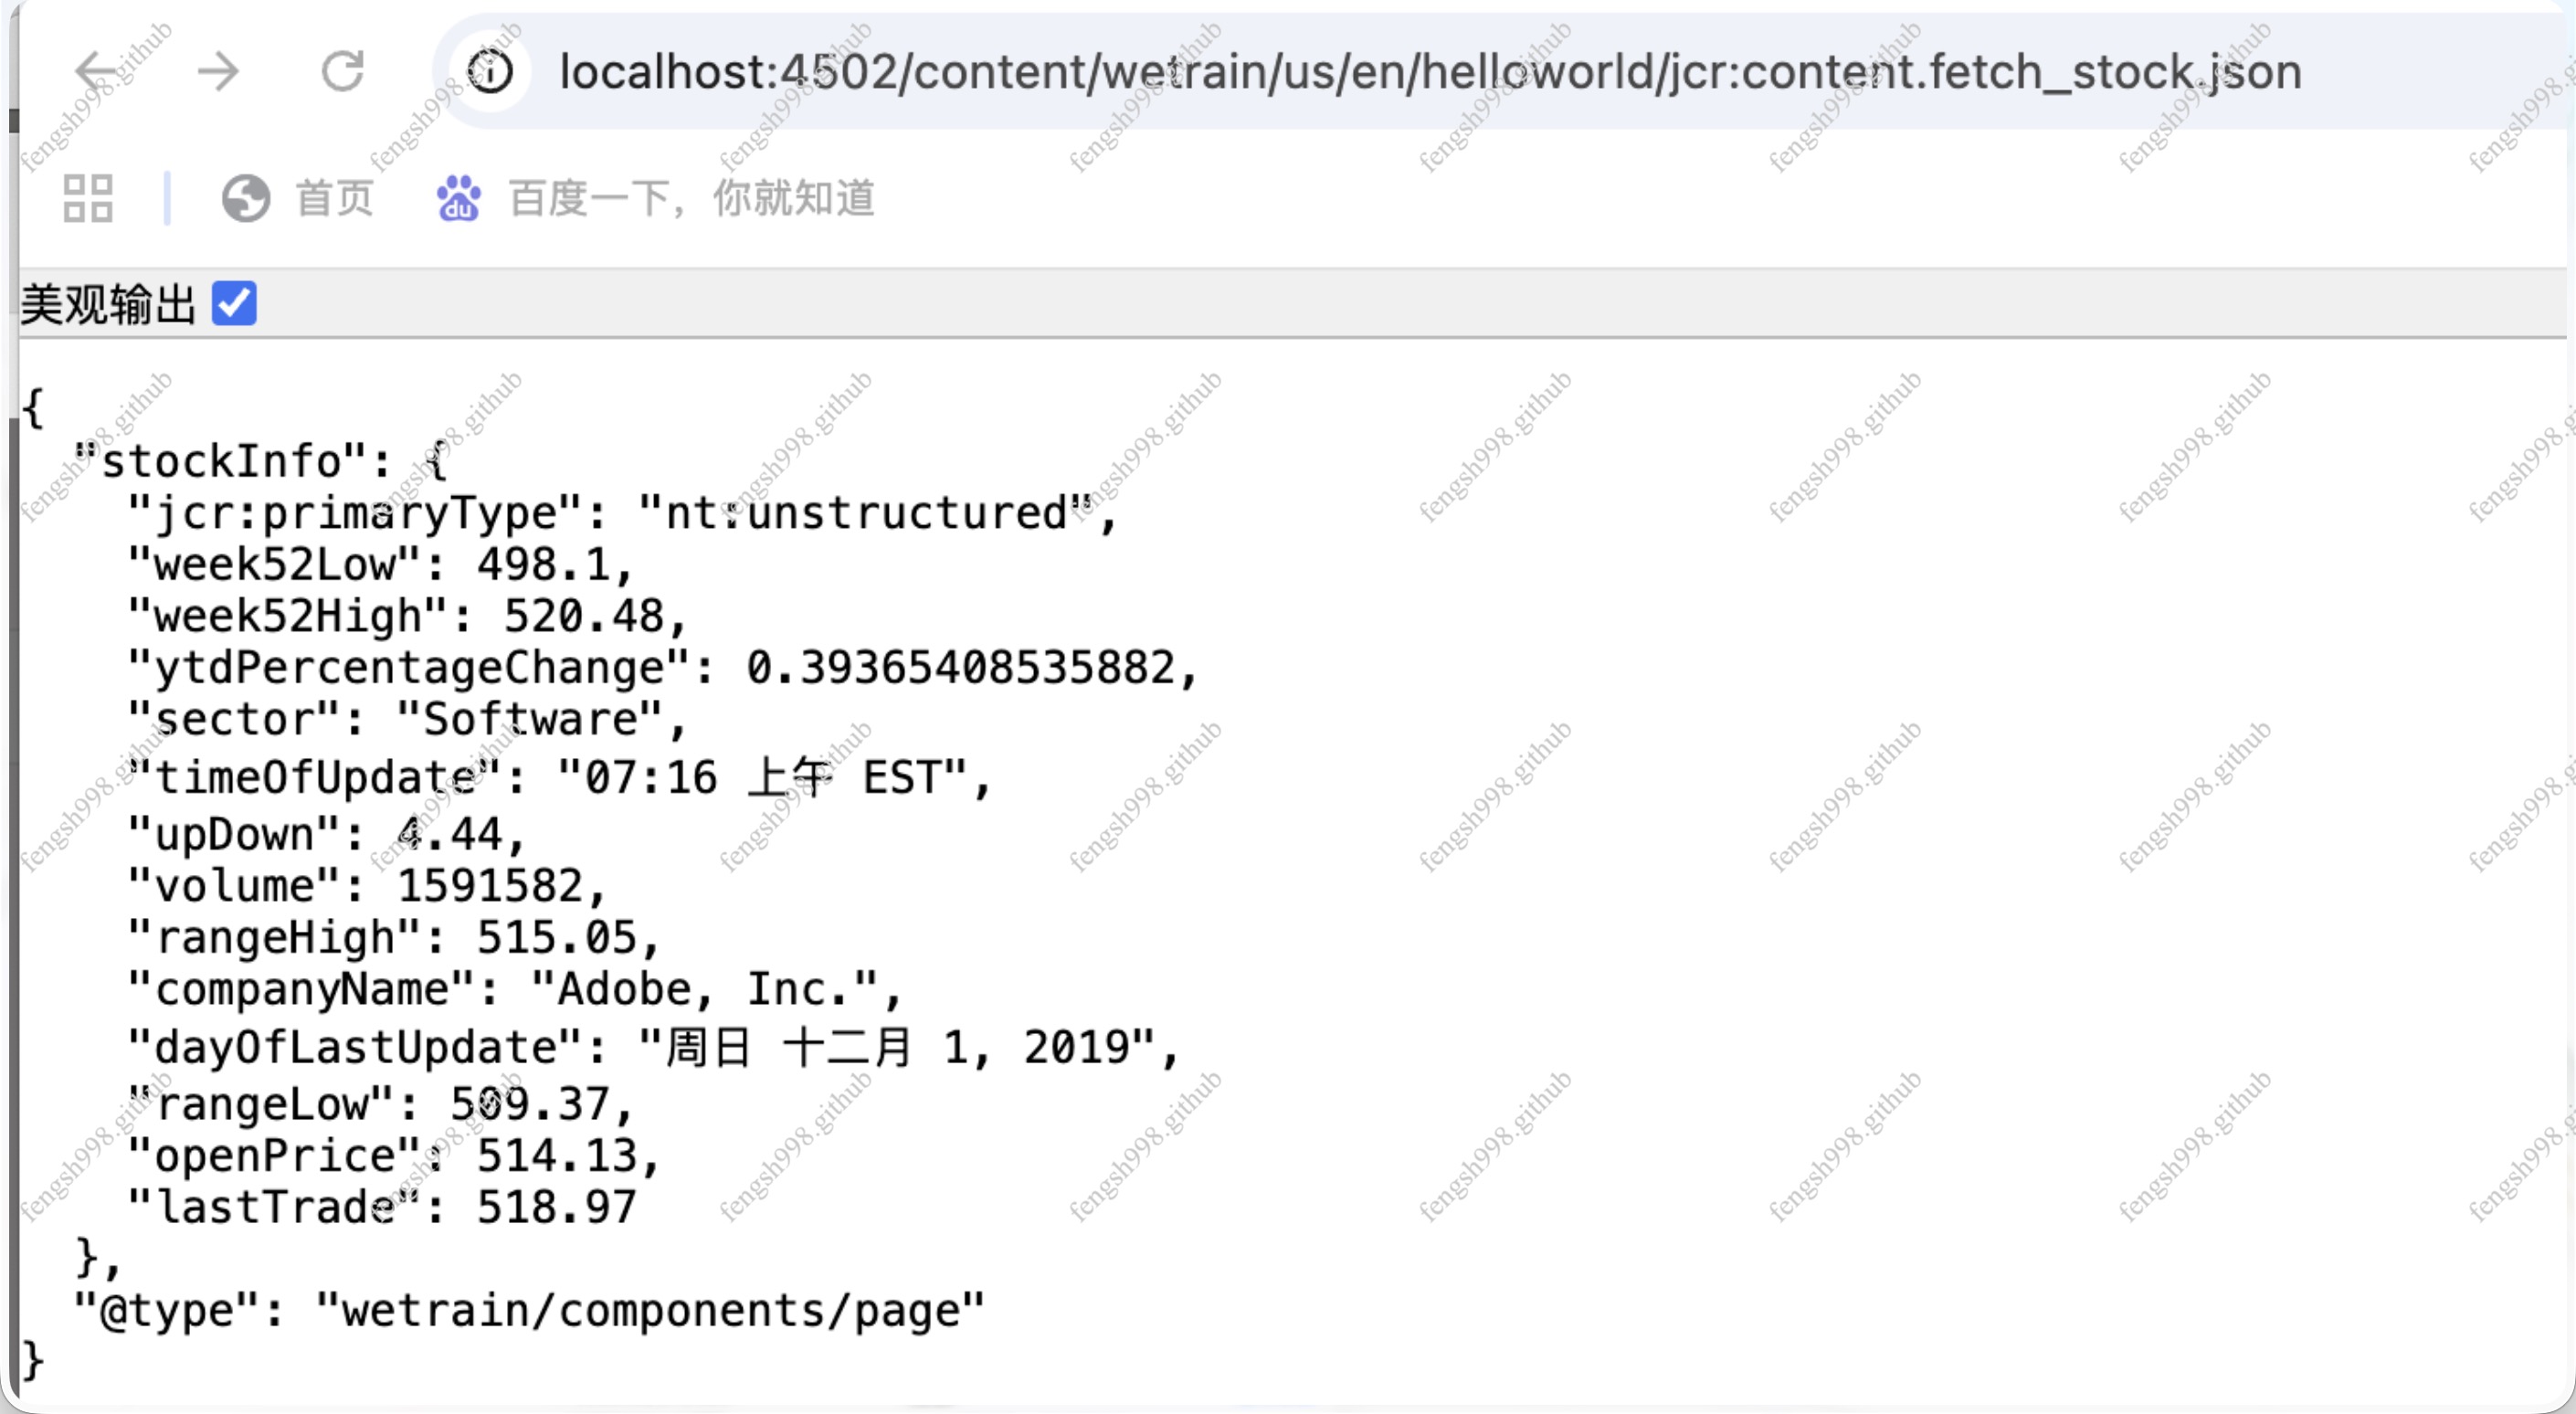 localhost:4502/content/wetrain/us/en/helloworld/jcr:content.fetch_stock.json
首页 百度一下，你就知道
美观输出
{
  "stockInfo": {
    "jcr:primaryType": "nt:unstructured",
    "week52Low": 498.1,
    "week52High": 520.48,
    "ytdPercentageChange": 0.39365408535882,
    "sector": "Software",
    "timeOfUpdate": "07:16 上午 EST",
    "upDown": 4.44,
    "volume": 1591582,
    "rangeHigh": 515.05,
    "companyName": "Adobe, Inc.",
    "dayOfLastUpdate": "周日 十二月 1, 2019",
    "rangeLow": 509.37,
    "openPrice": 514.13,
    "lastTrade": 518.97
  },
  "@type": "wetrain/components/page"
}
fengsh998.github